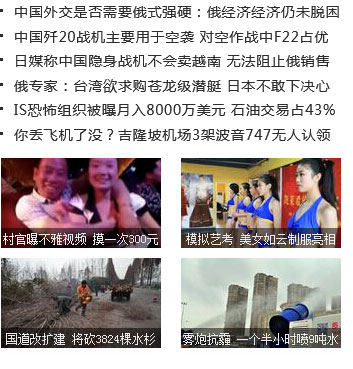 中国外交是否需要俄式强硬：俄经济经济仍未脱困
中国歼20战机主要用于空袭 对空作战中F22占优
日媒称中国隐身战机不会卖越南 无法阻止俄销售
俄专家：台湾欲求购苍龙级潜艇 日本不敢下决心
IS恐怖组织被曝月入8000万美元 石油交易占43%
你丢飞机了没？吉隆坡机场3架波音747无人认领
村官曝不雅视频 摸一次300元
模拟艺考 美女如云制服亮相
国道改扩建 将砍3824棵水杉
雾炮抗霾 一个半小时喷9吨水